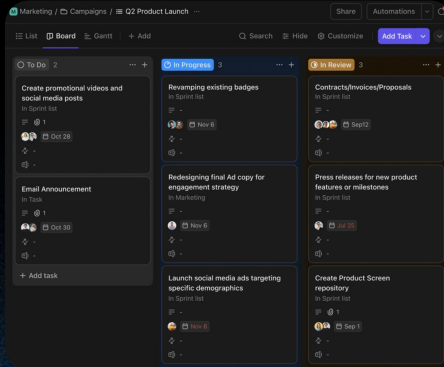 M Marketing / Campaigns / Q2 Product Launch ...
Share
Automations
List
Board
Gantt
+ Add
Search
Hide
Customize
Add Task
To Do 2
Create promotional videos and
social media posts
In Sprint list
1
Oct 28
-
-
Email Announcement
In Task
1
Oct 30
-
-
+ Add task
In Progress 3
Revamping existing badges
In Sprint list
-
Nov 6
-
-
Redesigning final Ad copy for
engagement strategy
In Marketing
-
Nov 6
-
-
Launch social media ads targeting
specific demographics
In Sprint list
-
Nov 6
-
-
In Review 3
Contracts/Invoices/Proposals
In Sprint list
-
Sep12
-
-
Press releases for new product
features or milestones
In Sprint list
-
Jul 25
-
-
Create Product Screen
repository
In Sprint list
1
Sep 1
-
-